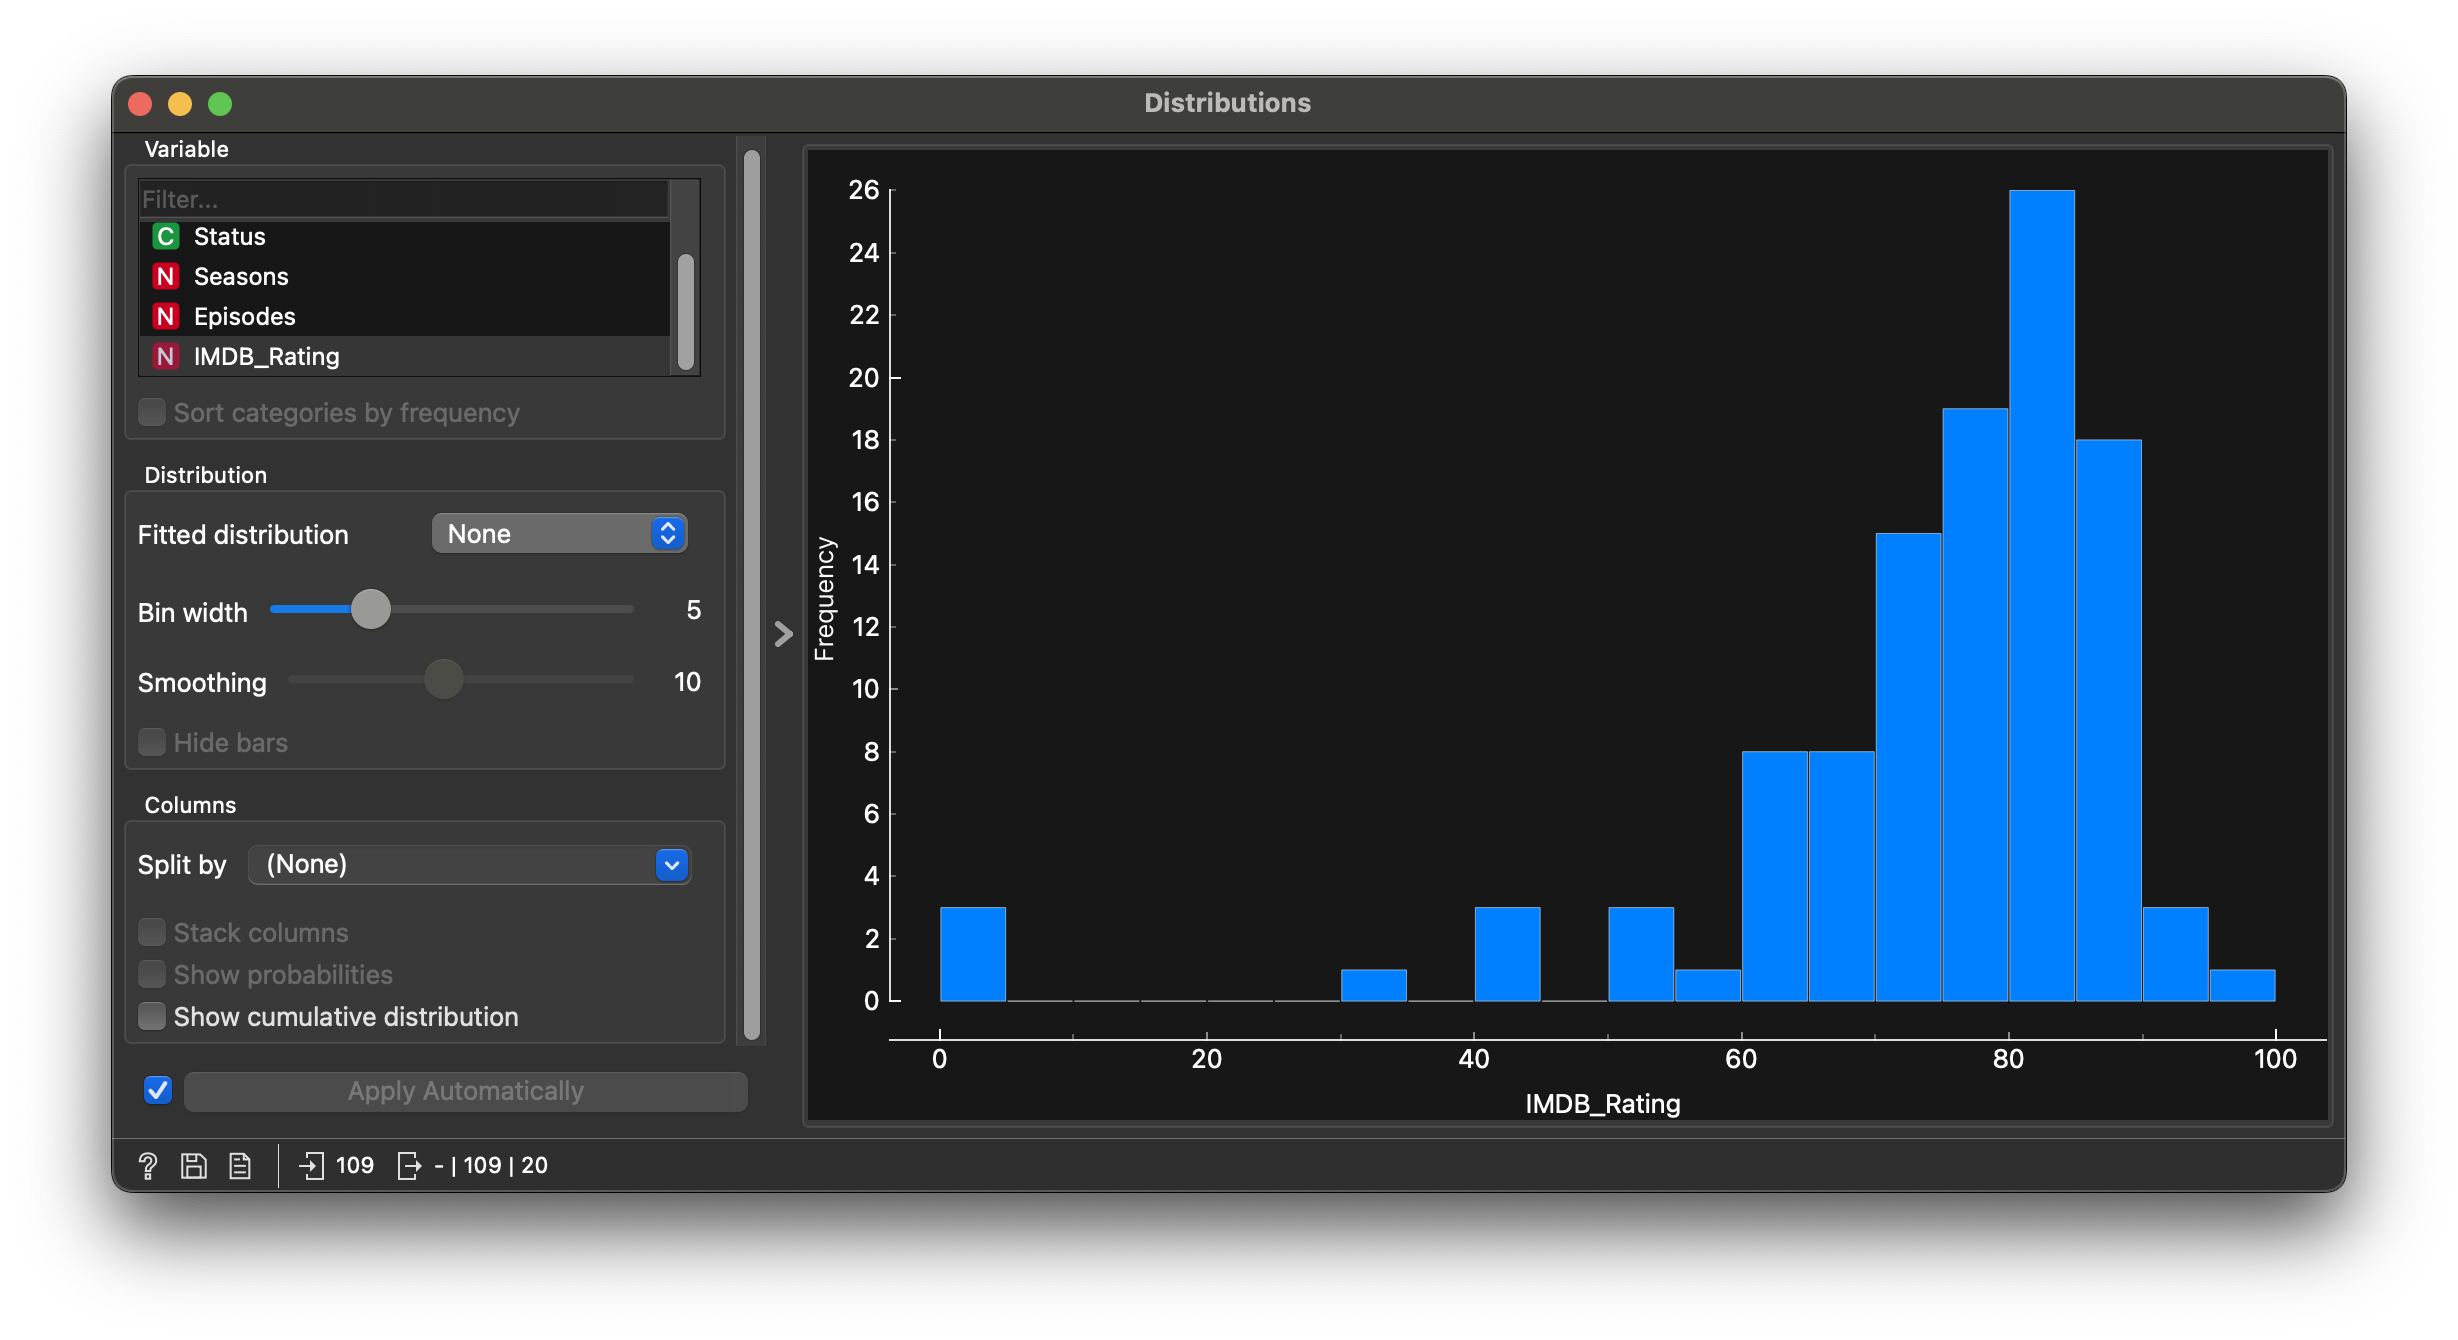 Distributions
Variable
Filter...
C Status
N Seasons
N Episodes
N IMDB_Rating
Sort categories by frequency
Distribution
Fitted distribution None
Bin width 5
Smoothing 10
Hide bars
Columns
Split by (None)
Stack columns
Show probabilities
Show cumulative distribution
Apply Automatically
? 109 - | 109 | 20
26
24
22
20
18
16
14
12
10
8
6
4
2
0
Frequency
0 20 40 60 80 100
IMDB_Rating